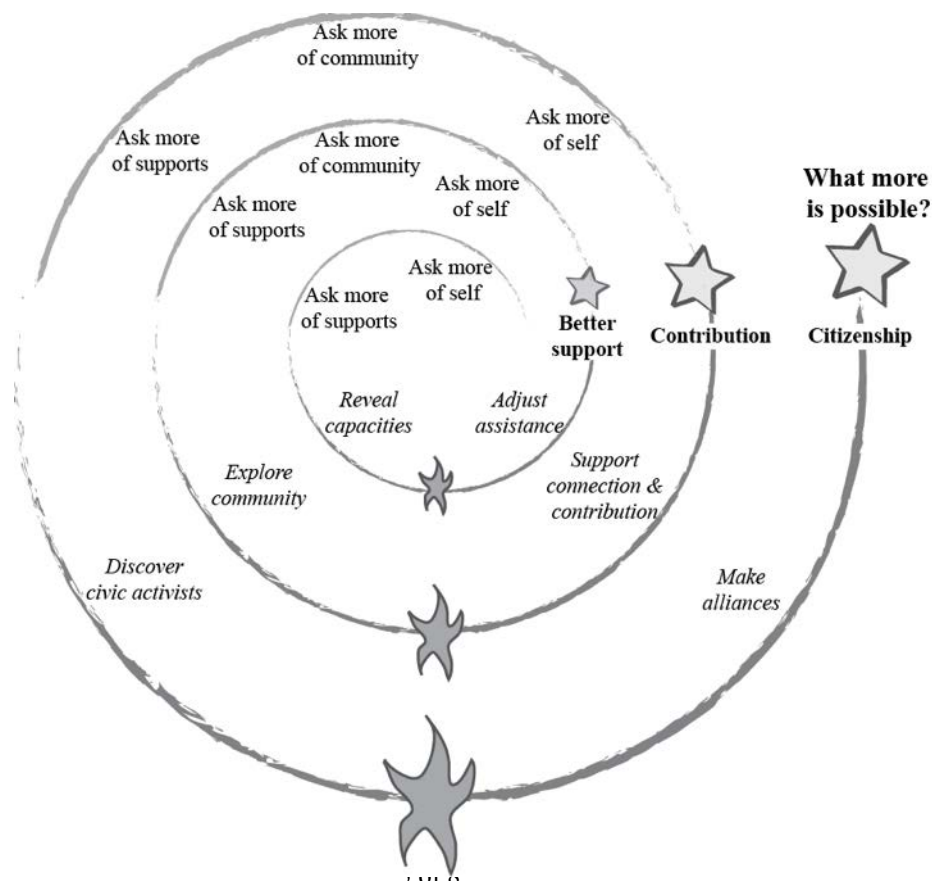 Ask more
of community
Ask more
of supports
Ask more
of self
Ask more
of community
Ask more
of supports
Ask more
of self
What more
is possible?
Ask more
of supports
Ask more
of self
Better
support
Contribution
Citizenship
Reveal
capacities
Adjust
assistance
Explore
community
Support
connection &
contribution
Discover
civic activists
Make
alliances